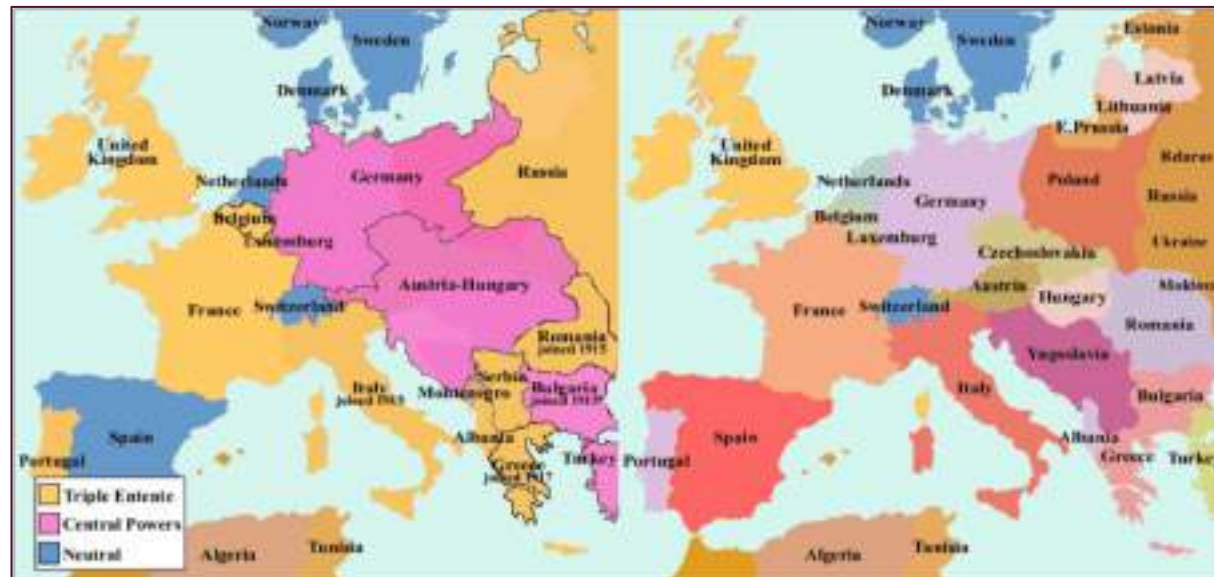 Norway
Sweden
Denmark
United
Kingdom
Netherlands
Belgium
Luxemburg
Germany
Russia
Austria-Hungary
France
Switzerland
Romania
joined 1915
Serbia
Montenegro
Bulgaria
joined 1915
Italy
joined 1915
Albania
Greece
joined 1917
Turkey
Spain
Portugal
Triple Entente
Central Powers
Neutral
Algeria
Tunisia
Norway
Sweden
Denmark
Estonia
Latvia
Lithuania
E.Prussia
United
Kingdom
Netherlands
Belgium
Luxemburg
Germany
Poland
Russia
Ukraine
Czechoslovakia
Austria
Hungary
France
Switzerland
Romania
Yugoslavia
Italy
Bulgaria
Albania
Greece
Turkey
Spain
Portugal
Algeria
Tunisia